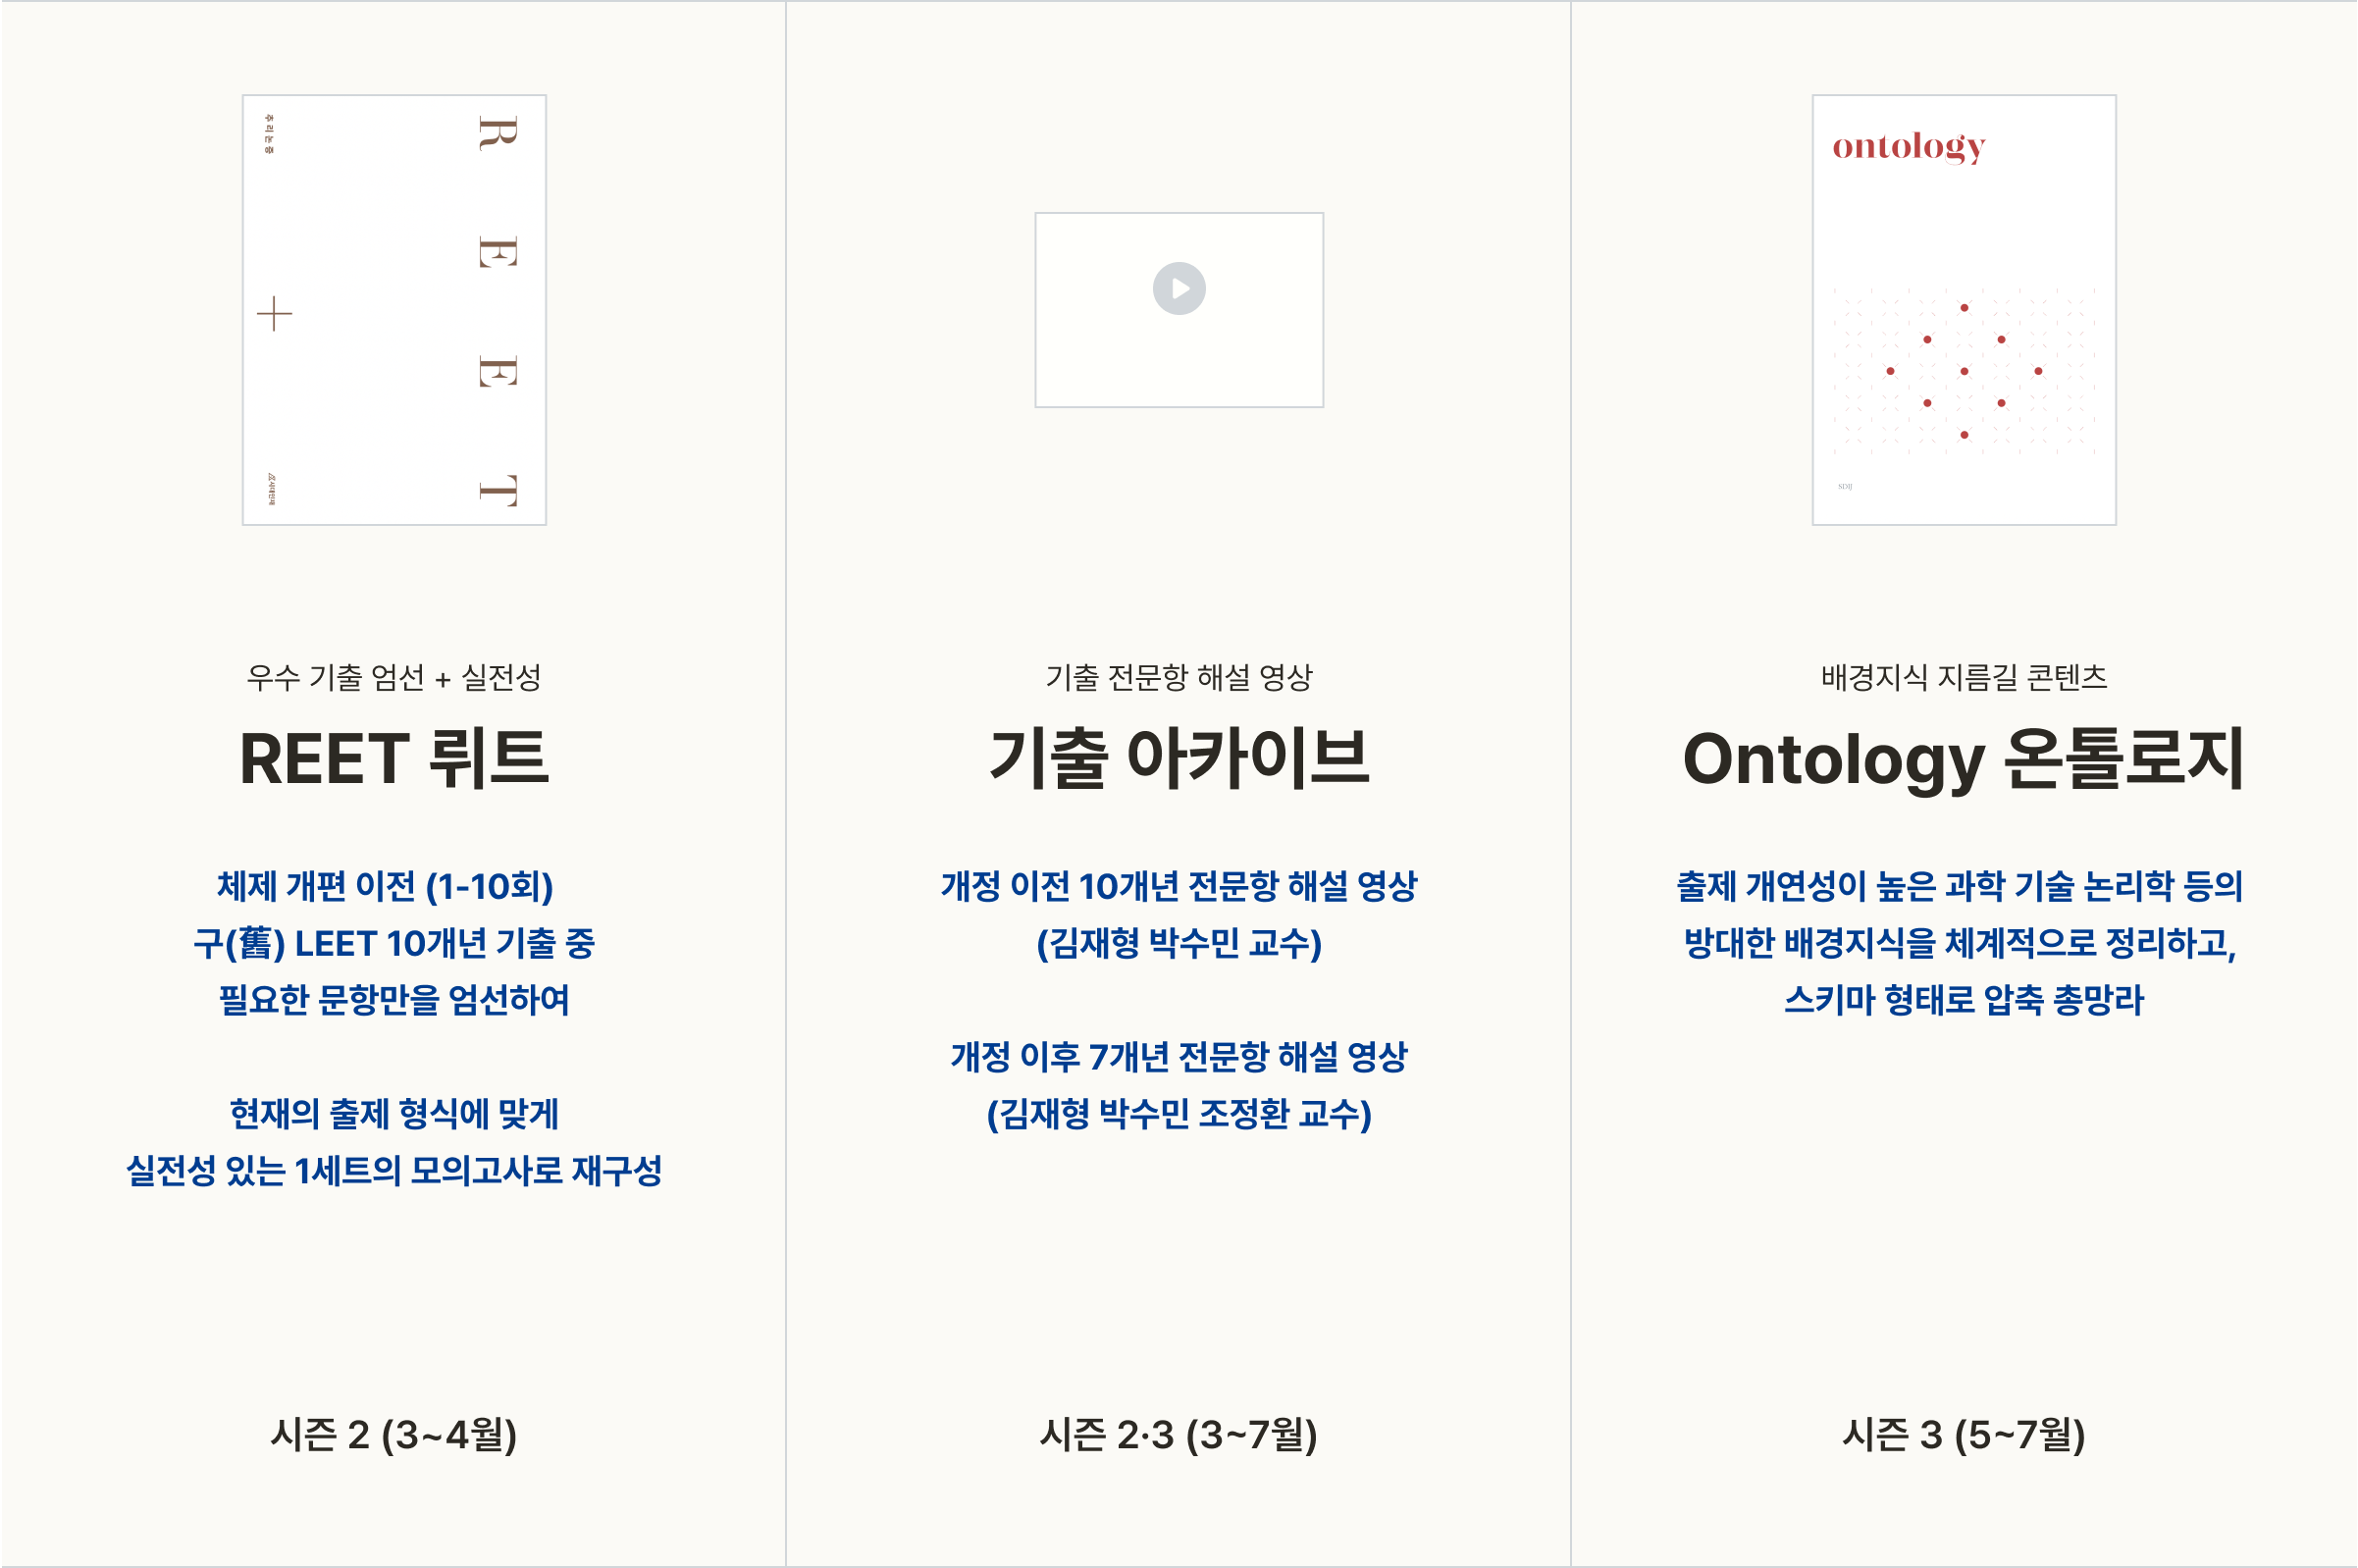 추리논증
REET
시대인재
우수 기출 엄선 + 실전성
REET 뤼트
체제 개편 이전 (1-10회)
구(舊) LEET 10개년 기출 중
필요한 문항만을 엄선하여
현재의 출제 형식에 맞게
실전성 있는 1세트의 모의고사로 재구성
시즌 2 (3~4월)
기출 전문항 해설 영상
기출 아카이브
개정 이전 10개년 전문항 해설 영상
(김재형 박수민 교수)
개정 이후 7개년 전문항 해설 영상
(김재형 박수민 조정환 교수)
시즌 2·3 (3~7월)
ontology
SDIJ
배경지식 지름길 콘텐츠
Ontology 온톨로지
출제 개연성이 높은 과학 기술 논리학 등의
방대한 배경지식을 체계적으로 정리하고,
스키마 형태로 압축 총망라
시즌 3 (5~7월)